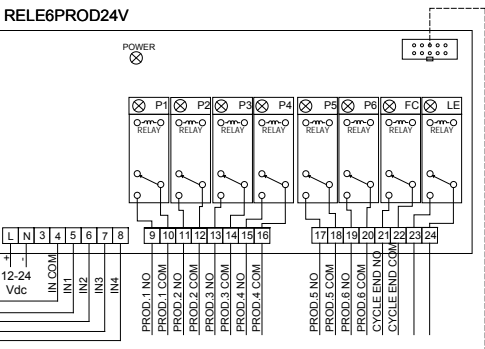 RELE6PROD24V
POWER
P1 P2 P3 P4 P5 P6 FC LE
RELAY RELAY RELAY RELAY RELAY RELAY RELAY RELAY
L N 3 4 5 6 7 8 9 10 11 12 13 14 15 16 17 18 19 20 21 22 23 24
+ -
12-24
Vdc
IN COM
IN1
IN2
IN3
IN4
PROD.1 NO
PROD.1 COM
PROD.2 NO
PROD.2 COM
PROD.3 NO
PROD.3 COM
PROD.4 NO
PROD.4 COM
PROD.5 NO
PROD.5 COM
PROD.6 NO
PROD.6 COM
CYCLE END NO
CYCLE END COM